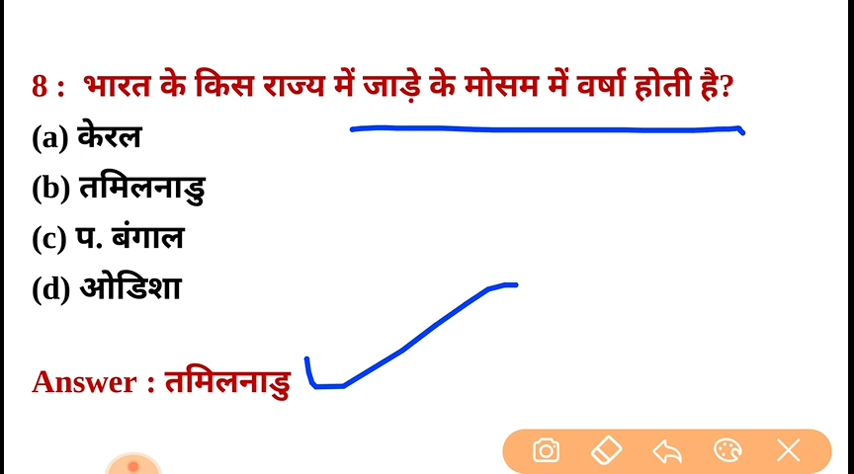 8 : भारत के किस राज्य में जाड़े के मोसम में वर्षा होती है?
(a) केरल
(b) तमिलनाडु
(c) प. बंगाल
(d) ओडिशा
Answer : तमिलनाडु